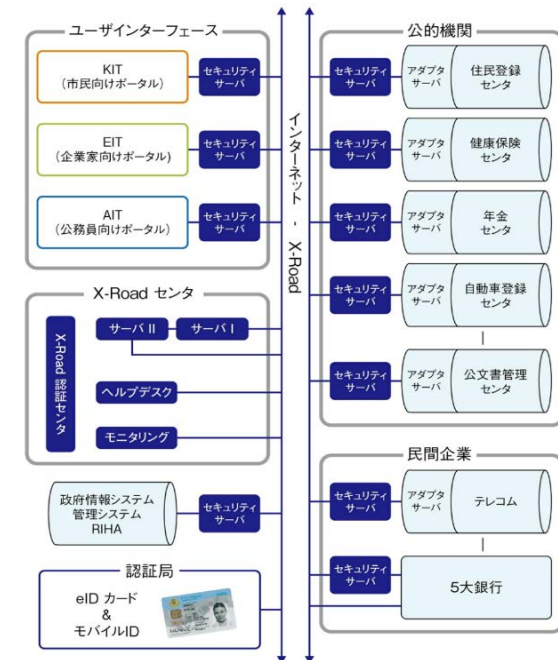 ユーザインターフェース
KIT
（市民向けポータル）
セキュリティ
サーバ
EIT
（企業家向けポータル）
セキュリティ
サーバ
AIT
（公務員向けポータル）
セキュリティ
サーバ
X-Road センタ
X-Road 認証センタ
サーバ II
サーバ I
ヘルプデスク
モニタリング
政府情報システム
管理システム
RIHA
セキュリティ
サーバ
認証局
eID カード
&
モバイルID
インターネット - X-Road
公的機関
セキュリティ
サーバ
アダプタ
サーバ
住民登録
センタ
セキュリティ
サーバ
アダプタ
サーバ
健康保険
センタ
セキュリティ
サーバ
アダプタ
サーバ
年金
センタ
セキュリティ
サーバ
アダプタ
サーバ
自動車登録
センタ
セキュリティ
サーバ
アダプタ
サーバ
公文書管理
センタ
民間企業
セキュリティ
サーバ
アダプタ
サーバ
テレコム
セキュリティ
サーバ
5大銀行